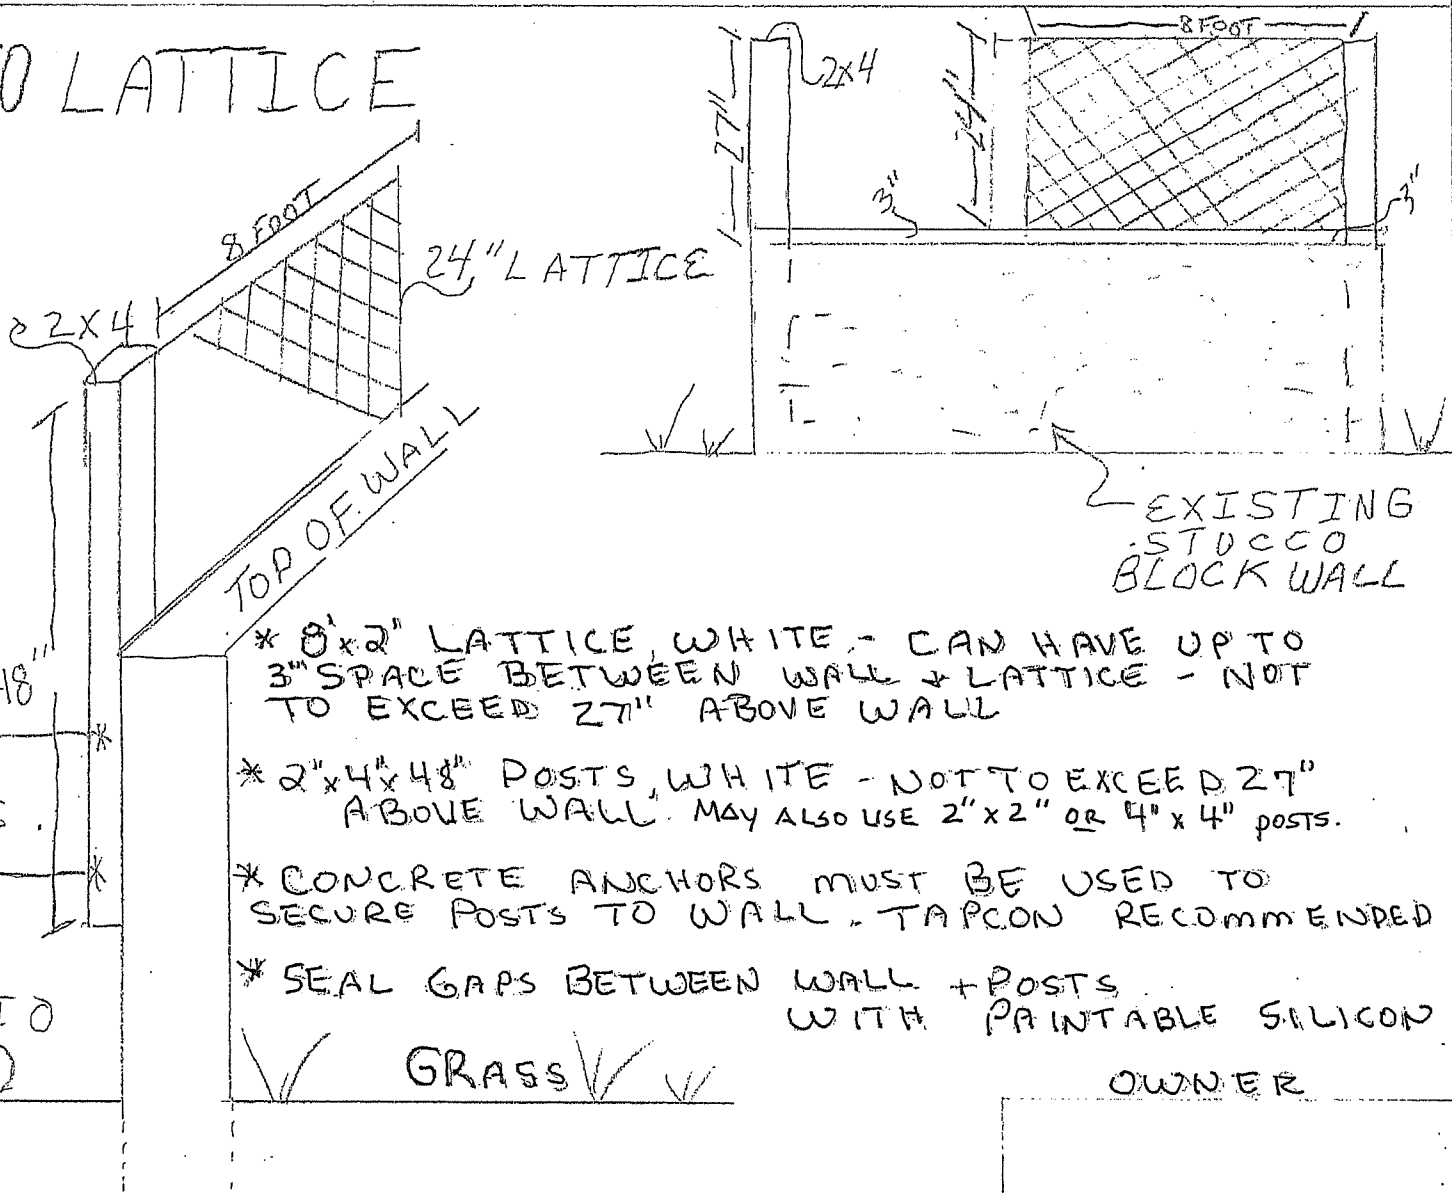 O LATTICE
8 FOOT
24" LATTICE
2X4
TOP OF WALL
48"
27"
2x4
24"
8 FOOT
3"
3"
EXISTING
STUCCO
BLOCK WALL
* 8'x2" LATTICE, WHITE - CAN HAVE UP TO
3" SPACE BETWEEN WALL + LATTICE - NOT
TO EXCEED 27" ABOVE WALL
* 2"x4"x48" POSTS, WHITE - NOT TO EXCEED 27"
ABOVE WALL. MAY ALSO USE 2"x2" OR 4"x4" POSTS.
* CONCRETE ANCHORS MUST BE USED TO
SECURE POSTS TO WALL. TAPCON RECOMMENDED
* SEAL GAPS BETWEEN WALL + POSTS
WITH PAINTABLE SILICON
S.
TO
GRASS
OWNER